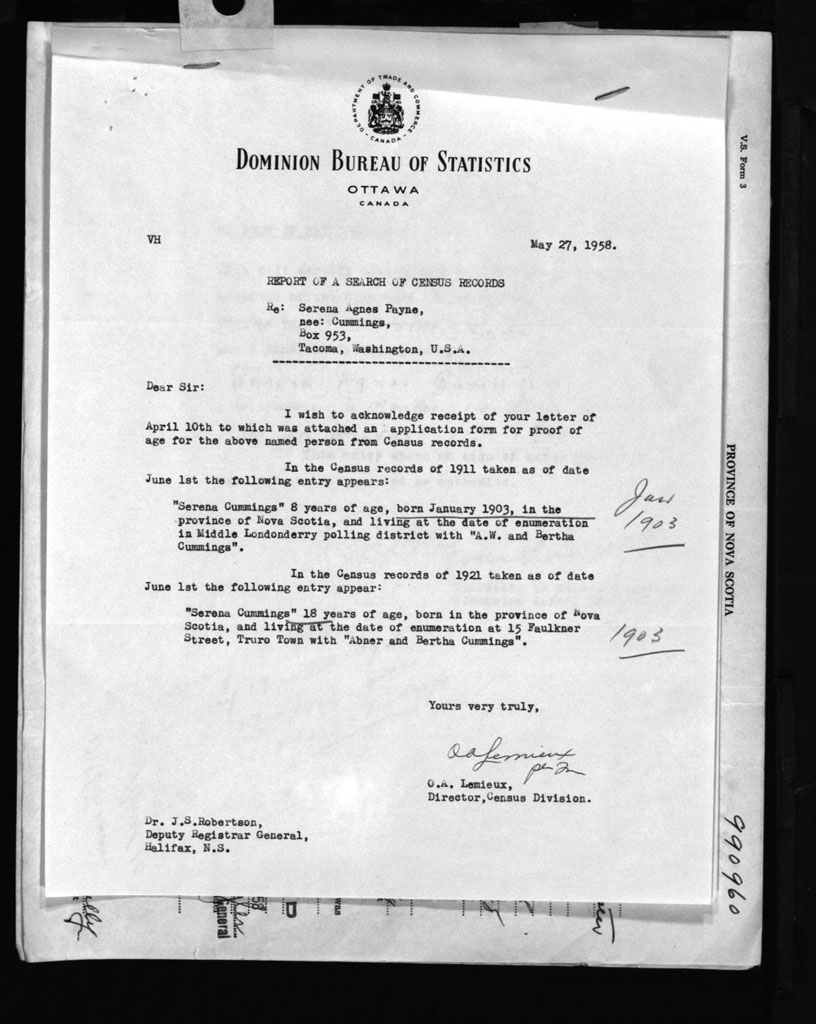 DEPARTMENT OF TRADE AND COMMERCE
- CANADA -
DOMINION BUREAU OF STATISTICS
OTTAWA
CANADA
V.S. Form 3
VH
May 27, 1958.
REPORT OF A SEARCH OF CENSUS RECORDS
Re: Serena Agnes Payne,
nee: Cummings,
Box 953,
Tacoma, Washington, U.S.A.
Dear Sir:
I wish to acknowledge receipt of your letter of
April 10th to which was attached an application form for proof of
age for the above named person from Census records.
In the Census records of 1911 taken as of date
June 1st the following entry appears:
"Serena Cummings" 8 years of age, born January 1903, in the
province of Nova Scotia, and living at the date of enumeration
in Middle Londonderry polling district with "A.W. and Bertha
Cummings".
Jan
1903
PROVINCE OF NOVA SCOTIA
In the Census records of 1921 taken as of date
June 1st the following entry appear:
"Serena Cummings" 18 years of age, born in the province of Nova
Scotia, and living at the date of enumeration at 15 Faulkner
Street, Truro Town with "Abner and Bertha Cummings".
1903
Yours very truly,
O A Lemieux
O.A. Lemieux,
Director,Census Division.
Dr. J.S.Robertson,
Deputy Registrar General,
Halifax, N.S.
990960
General
58
D
was